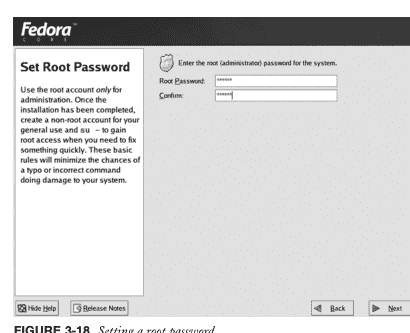 Fedora™
CORE
Set Root Password
Use the root account only for
administration. Once the
installation has been completed,
create a non-root account for your
general use and su - to gain
root access when you need to fix
something quickly. These basic
rules will minimize the chances of
a typo or incorrect command
doing damage to your system.
Enter the root (administrator) password for the system.
Root Password: ******
Confirm: ******
Hide Help
Release Notes
Back
Next
FIGURE 3-18 Setting a root password